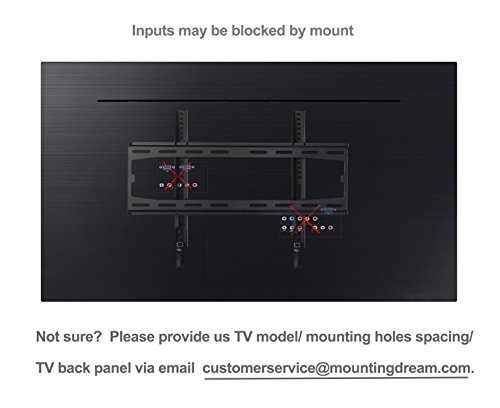 Inputs may be blocked by mount
Not sure?  Please provide us TV model/ mounting holes spacing/
TV back panel via email  customerservice@mountingdream.com.